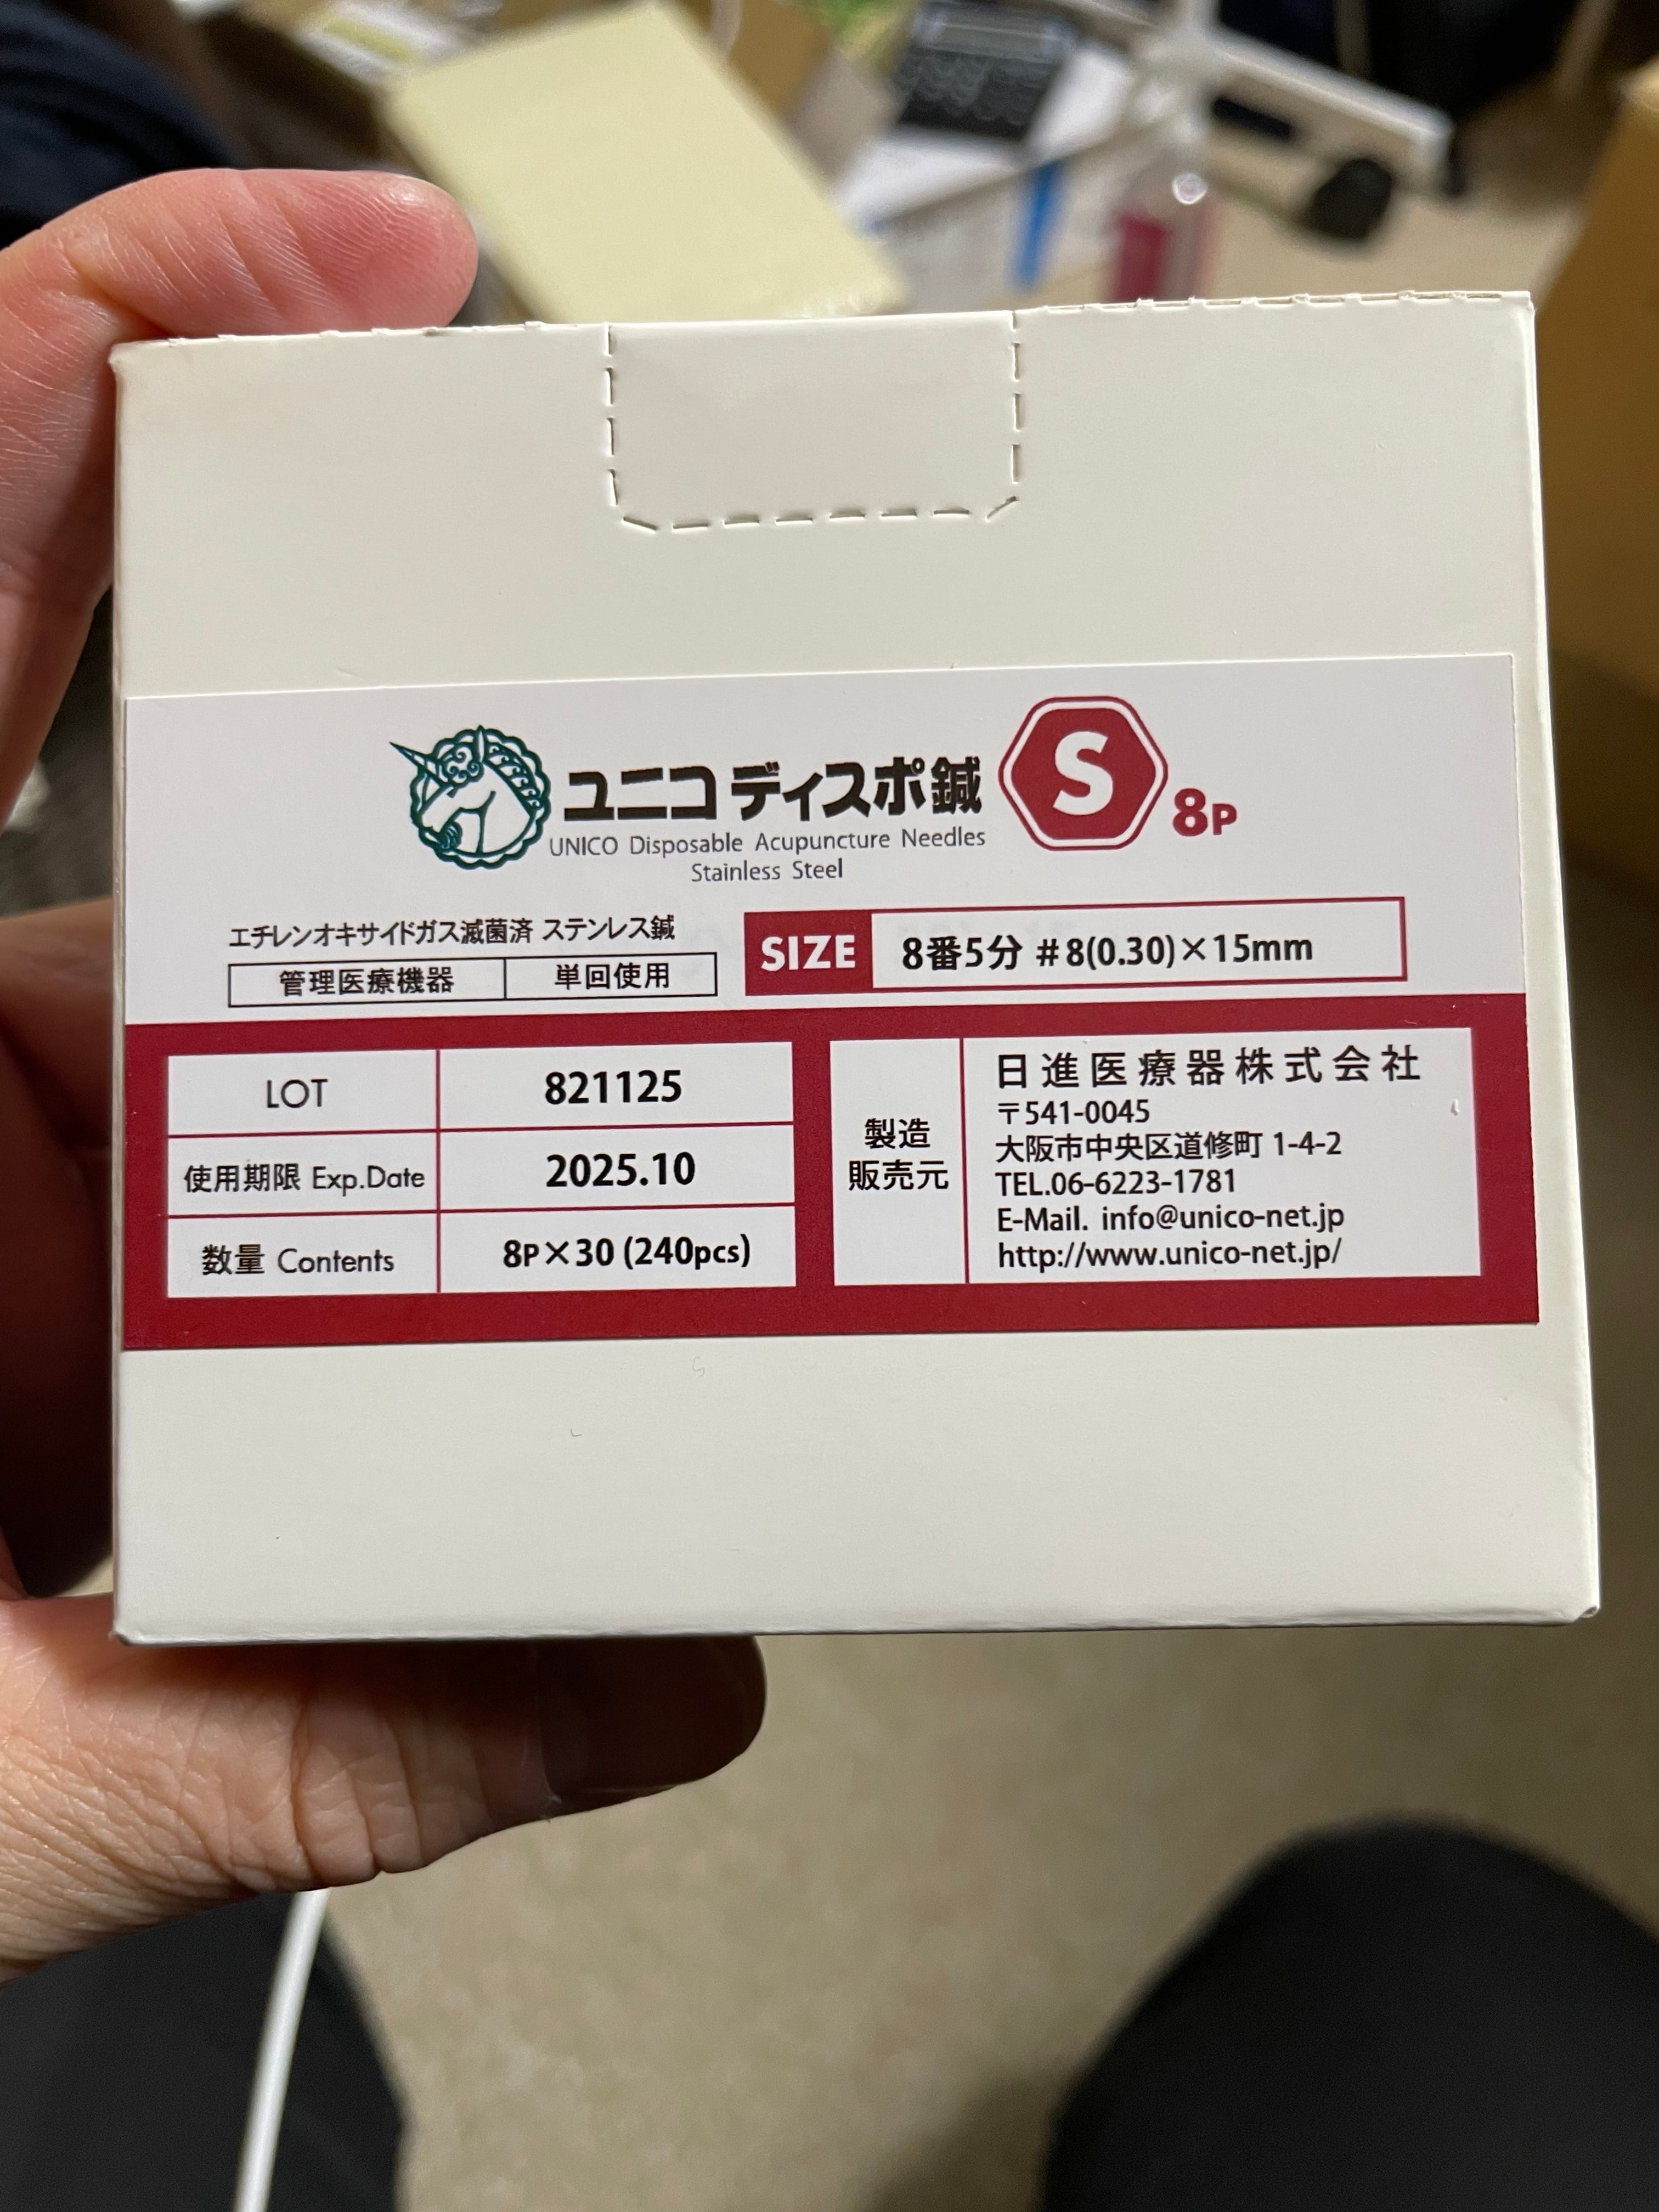 ユニコ ディスポ鍼 S 8P
UNICO Disposable Acupuncture Needles
Stainless Steel
エチレンオキサイドガス滅菌済 ステンレス鍼
管理医療機器 単回使用
SIZE 8番5分 #8(0.30)×15mm
LOT 821125
使用期限 Exp.Date 2025.10
数量 Contents 8P×30 (240pcs)
製造
販売元
日進医療器株式会社
〒541-0045
大阪市中央区道修町 1-4-2
TEL.06-6223-1781
E-Mail. info@unico-net.jp
http://www.unico-net.jp/